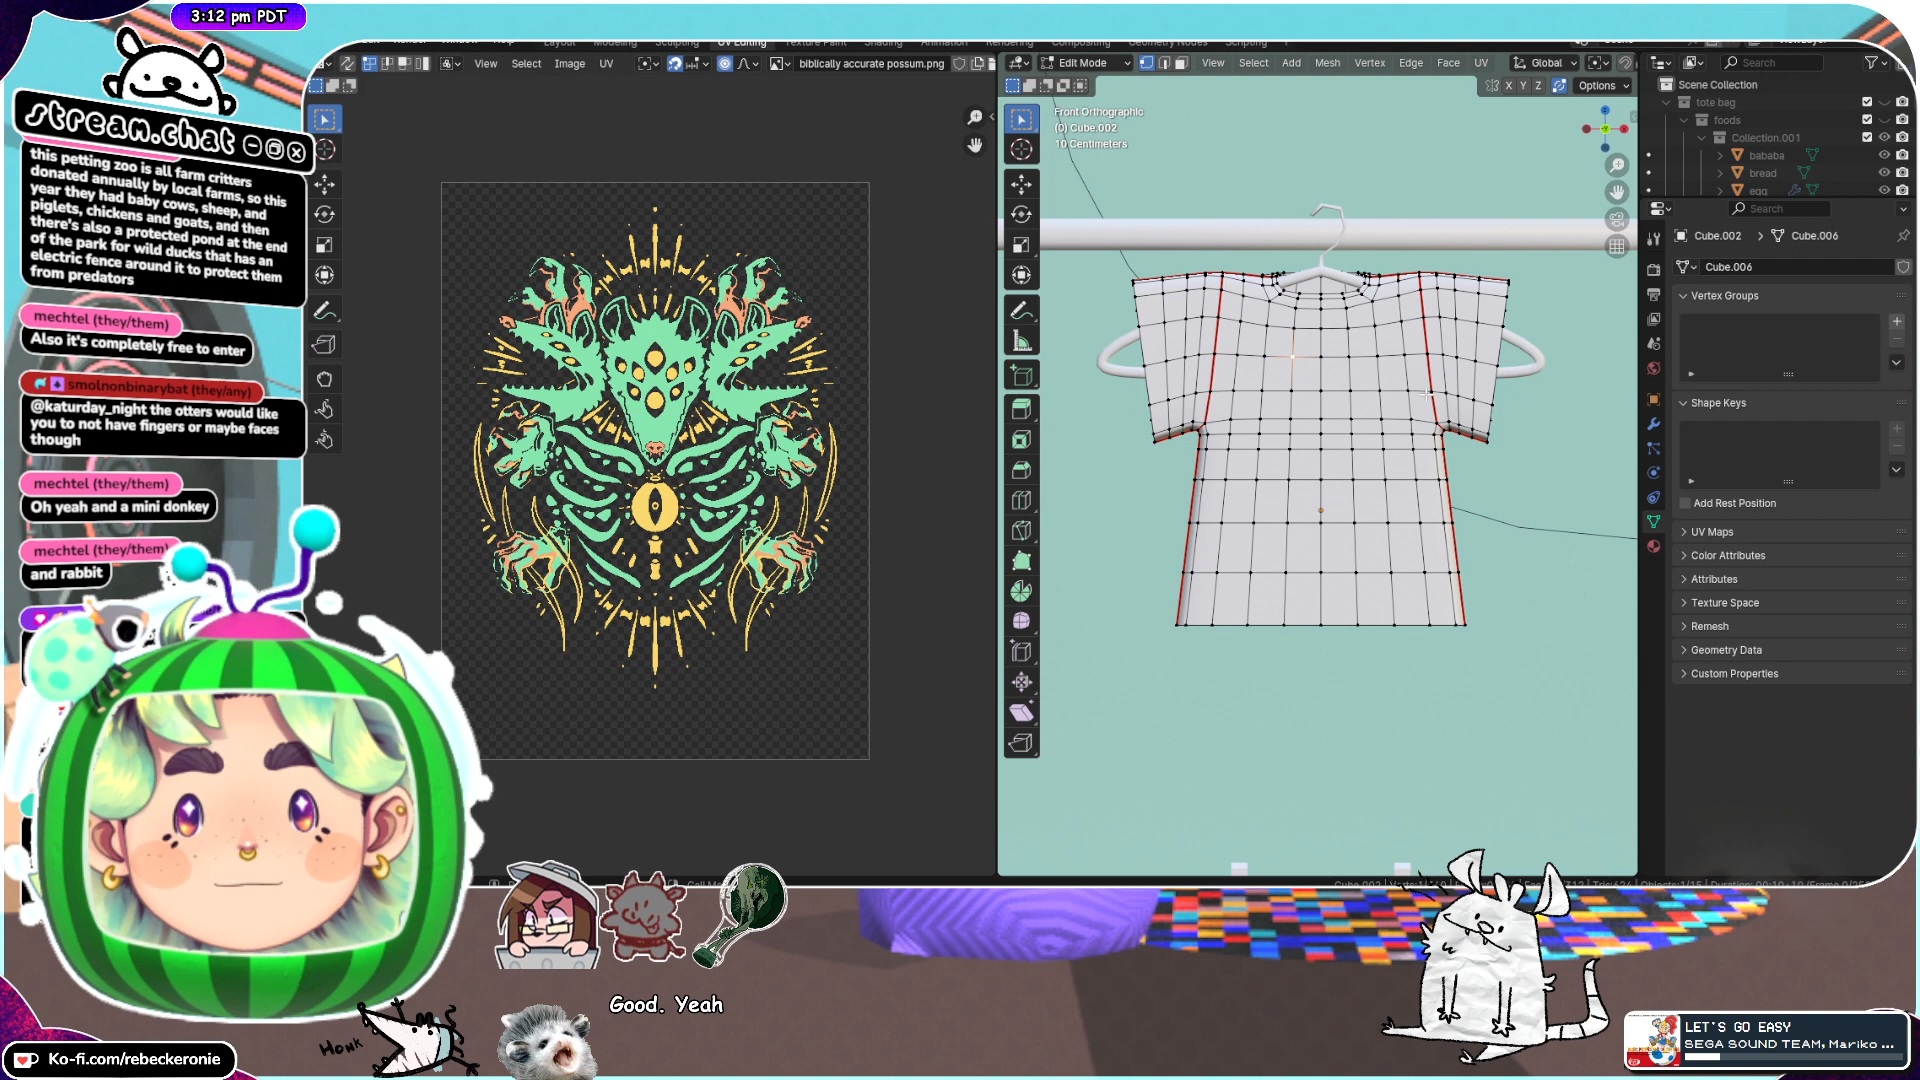 3:12 pm PDT
stream.chat
this petting zoo is all farm critters
donated annually by local farms, so this
year they had baby cows, sheep, and
piglets, chickens and goats, and then
there's also a protected pond at the end
of the park for wild ducks that has an
electric fence around it to protect them
from predators
mechtel (they/them)
Also it's completely free to enter
smolnonbinarybat (they/any)
@katurday_night the otters would like
you to not have fingers or maybe faces
though
mechtel (they/them)
Oh yeah and a mini donkey
mechtel (they/them)
and rabbit
View Select Image UV
biblically accurate possum.png
Edit Mode
View Select Add Mesh Vertex Edge Face UV
Global
X Y Z
Options
Front Orthographic
(0) Cube.002
10 Centimeters
Search
Scene Collection
tote bag
foods
Collection.001
bababa
bread
egg
Search
Cube.002 > Cube.006
Cube.006
Vertex Groups
Shape Keys
Add Rest Position
UV Maps
Color Attributes
Attributes
Texture Space
Remesh
Geometry Data
Custom Properties
Good. Yeah
HONK
Ko-fi.com/rebeckeronie
LET'S GO EASY
SEGA SOUND TEAM, Mariko ...